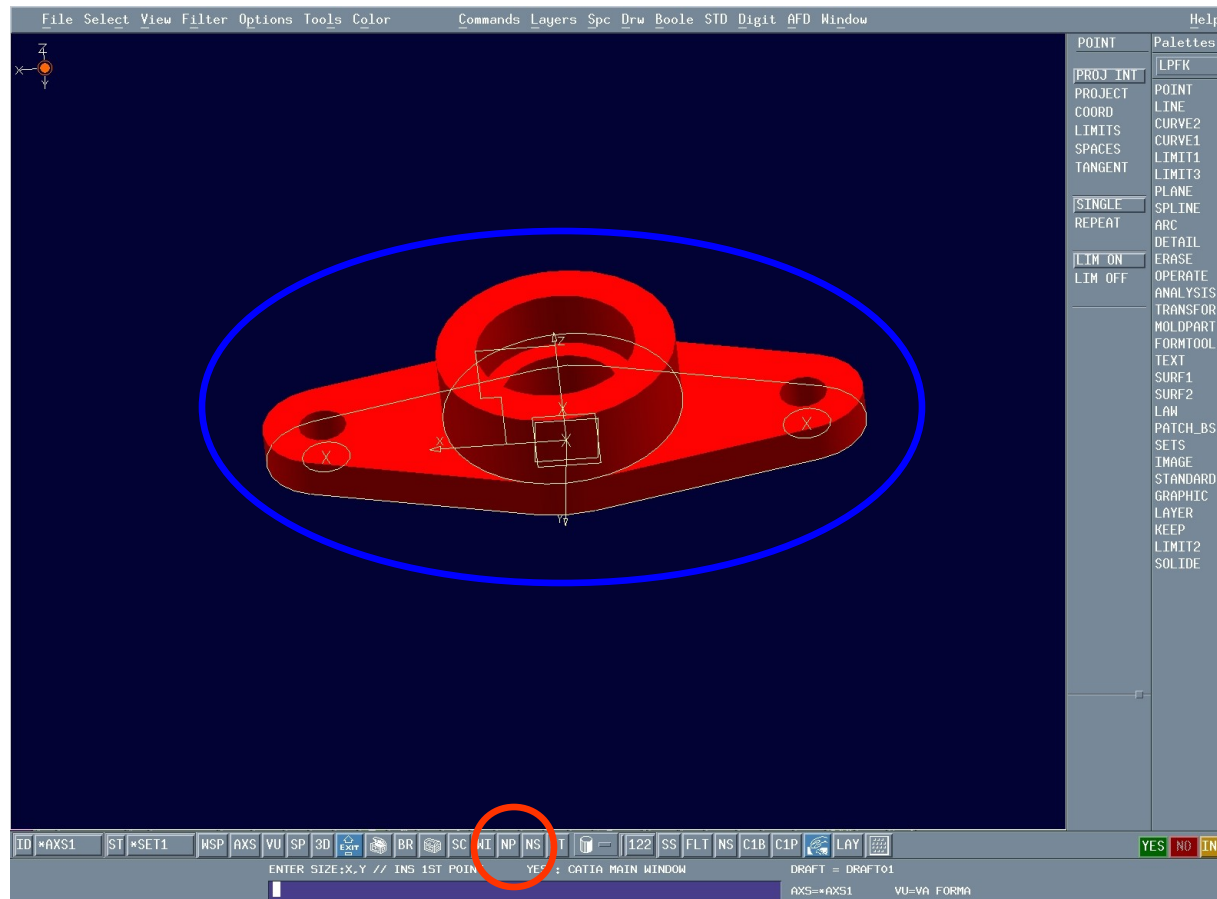 File Select View Filter Options Tools Color Commands Layers Spc Drw Boole STD Digit AFD Window Help
POINT
PROJ INT
PROJECT
COORD
LIMITS
SPACES
TANGENT
SINGLE
REPEAT
LIM ON
LIM OFF
Palettes
LPFK
POINT
LINE
CURVE2
CURVE1
LIMIT1
LIMIT3
PLANE
SPLINE
ARC
DETAIL
ERASE
OPERATE
ANALYSIS
TRANSFOR
MOLDPART
FORMTOOL
TEXT
SURF1
SURF2
LAW
PATCH_BS
SETS
IMAGE
STANDARD
GRAPHIC
LAYER
KEEP
LIMIT2
SOLIDE
Z
X
Y
Z
X
Y
ID *AXS1 ST *SET1 WSP AXS VU SP 3D EXIT BR SC WI NP NS T 122 SS FLT NS C1B C1P LAY YES NO IN
ENTER SIZE:X,Y // INS 1ST POIN YES : CATIA MAIN WINDOW DRAFT = DRAFT01
AXS=*AXS1 VU=VA FORMA